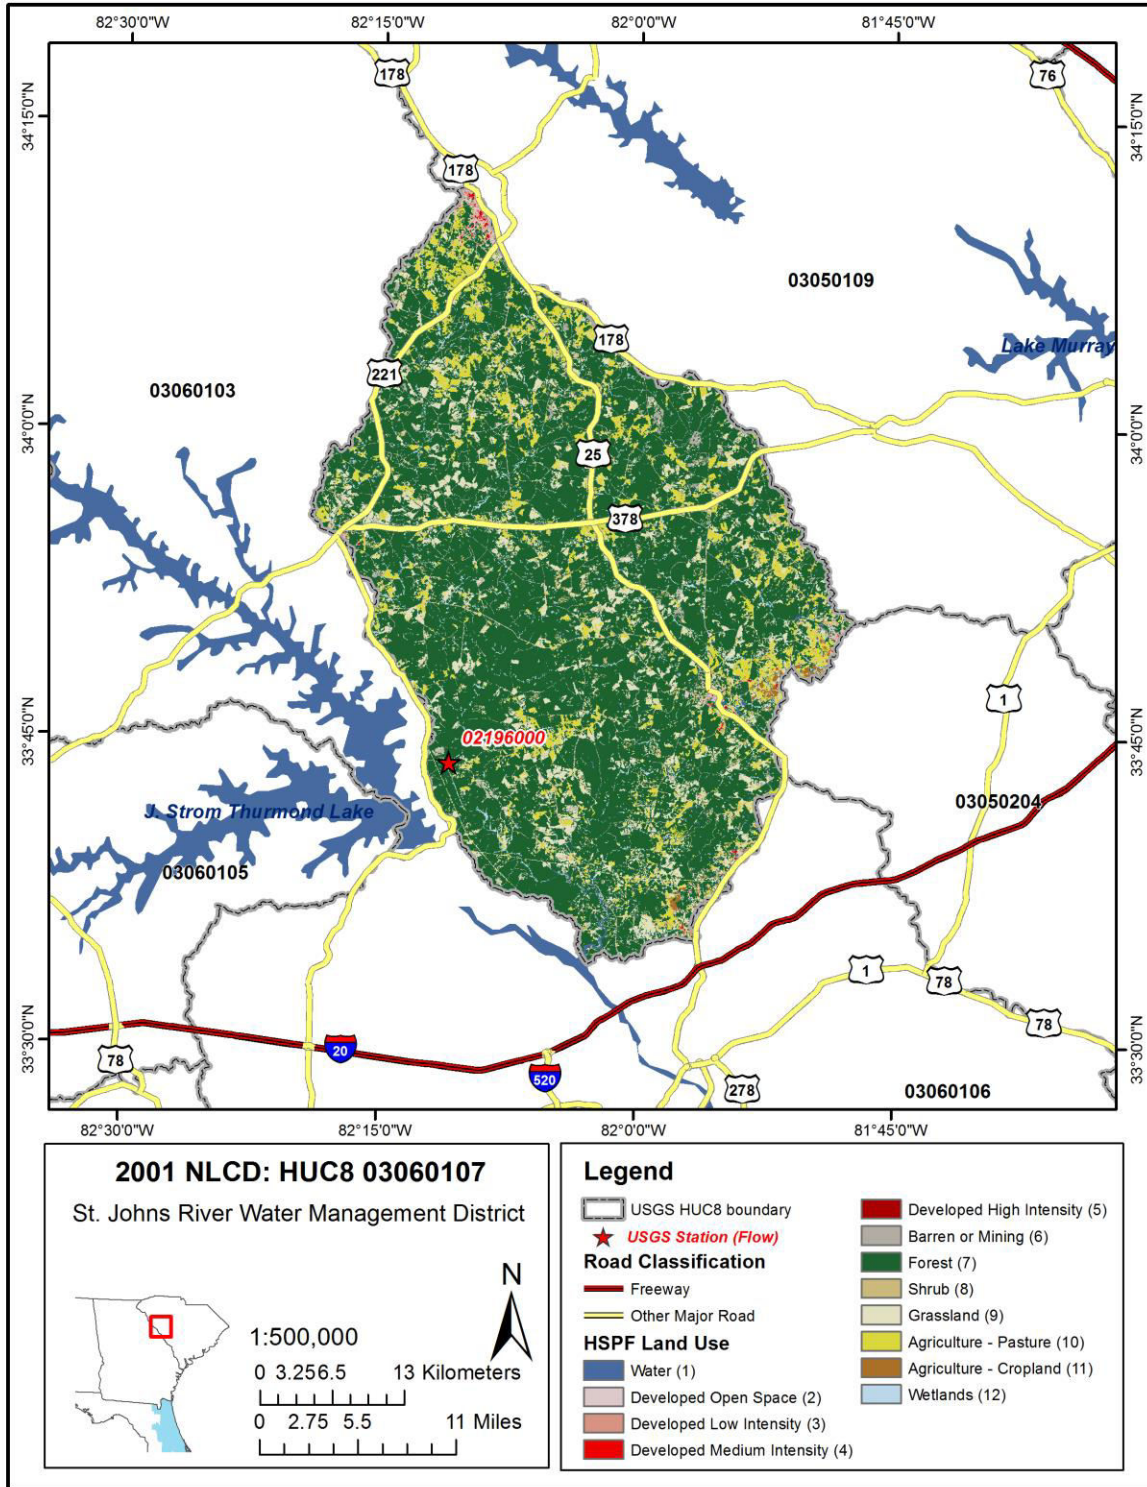 82°30'0"W 82°15'0"W 82°0'0"W 81°45'0"W
178
76
34°15'0"N 34°15'0"N
178
03050109
178
Lake Murray
221
03060103
34°0'0"N 34°0'0"N
25
378
1
33°45'0"N 33°45'0"N
02196000
03050204
J. Strom Thurmond Lake
03060105
1
78
78
33°30'0"N 33°30'0"N
20
78
520
278
03060106
82°30'0"W 82°15'0"W 82°0'0"W 81°45'0"W
2001 NLCD: HUC8 03060107
St. Johns River Water Management District
N
1:500,000
0 3.25 6.5 13 Kilometers
0 2.75 5.5 11 Miles
Legend
USGS HUC8 boundary
USGS Station (Flow)
Road Classification
Freeway
Other Major Road
HSPF Land Use
Water (1)
Developed Open Space (2)
Developed Low Intensity (3)
Developed Medium Intensity (4)
Developed High Intensity (5)
Barren or Mining (6)
Forest (7)
Shrub (8)
Grassland (9)
Agriculture - Pasture (10)
Agriculture - Cropland (11)
Wetlands (12)